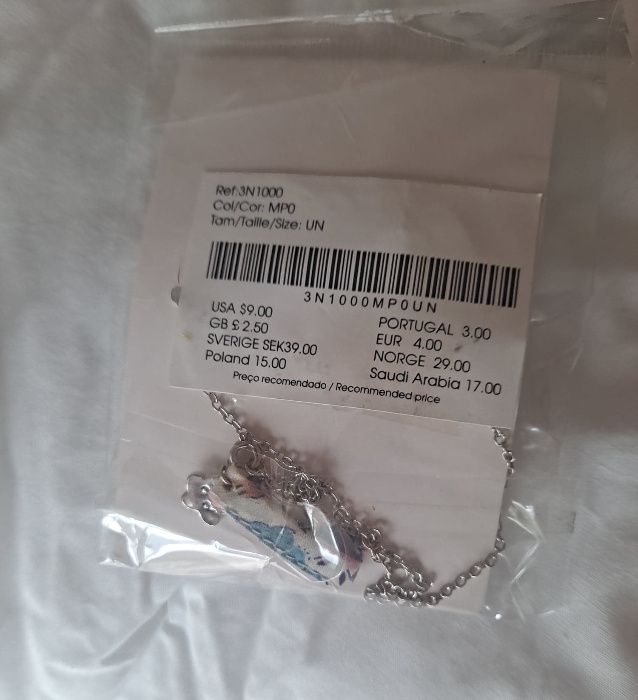 Ref:3N1000
Col/Cor: MP0
Tam/Taille/Size: UN
3N1000MP0UN
USA $9.00
GB £ 2.50
SVERIGE SEK39.00
Poland 15.00
PORTUGAL 3.00
EUR 4.00
NORGE 29.00
Saudi Arabia 17.00
Preço recomendado / Recommended price